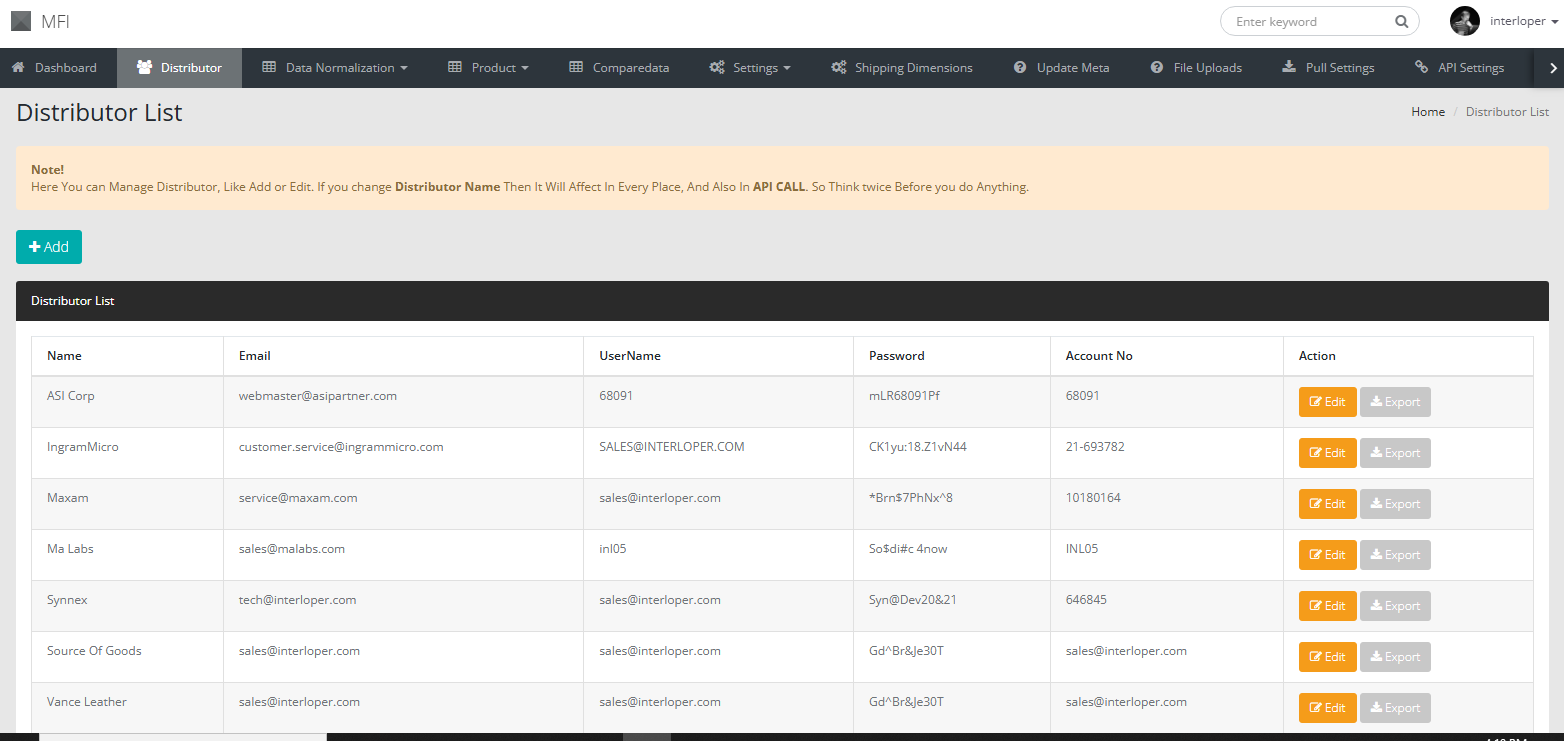 MFI
Enter keyword
interloper
Dashboard Distributor Data Normalization Product Comparedata Settings Shipping Dimensions Update Meta File Uploads Pull Settings API Settings
Distributor List
Home / Distributor List
Note!
Here You can Manage Distributor, Like Add or Edit. If you change Distributor Name Then It Will Affect In Every Place, And Also In API CALL. So Think twice Before you do Anything.
Add
Distributor List
Name Email UserName Password Account No Action
ASI Corp webmaster@asipartner.com 68091 mLR68091Pf 68091 Edit Export
IngramMicro customer.service@ingrammicro.com SALES@INTERLOPER.COM CK1yu:18.Z1vN44 21-693782 Edit Export
Maxam service@maxam.com sales@interloper.com *Brn$7PhNx^8 10180164 Edit Export
Ma Labs sales@malabs.com inl05 So$di#c 4now INL05 Edit Export
Synnex tech@interloper.com sales@interloper.com Syn@Dev20&21 646845 Edit Export
Source Of Goods sales@interloper.com sales@interloper.com Gd^Br&Je30T sales@interloper.com Edit Export
Vance Leather sales@interloper.com sales@interloper.com Gd^Br&Je30T sales@interloper.com Edit Export